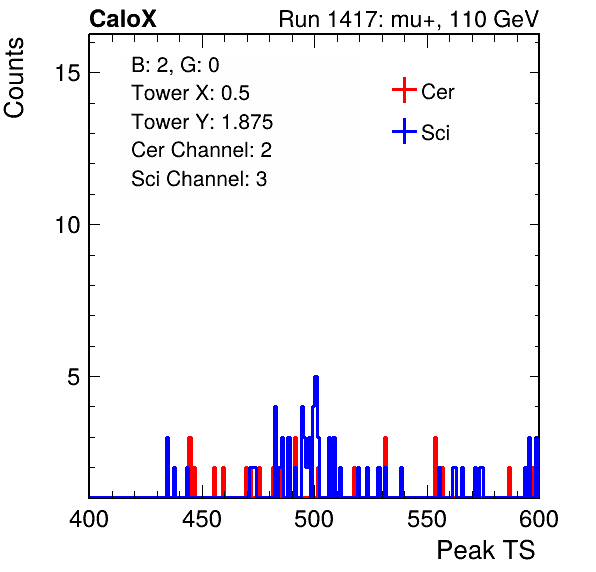 CaloX
Run 1417: mu+, 110 GeV
Counts
B: 2, G: 0
Tower X: 0.5
Tower Y: 1.875
Cer Channel: 2
Sci Channel: 3
Cer
Sci
15
10
5
400
450
500
550
600
Peak TS